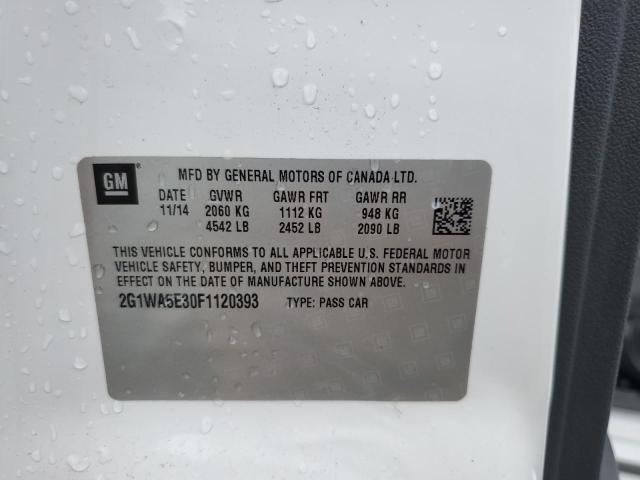 GM
MFD BY GENERAL MOTORS OF CANADA LTD.
DATE GVWR GAWR FRT GAWR RR
11/14 2060 KG 1112 KG 948 KG
4542 LB 2452 LB 2090 LB
THIS VEHICLE CONFORMS TO ALL APPLICABLE U.S. FEDERAL MOTOR
VEHICLE SAFETY, BUMPER, AND THEFT PREVENTION STANDARDS IN
EFFECT ON THE DATE OF MANUFACTURE SHOWN ABOVE.
2G1WA5E30F1120393 TYPE: PASS CAR